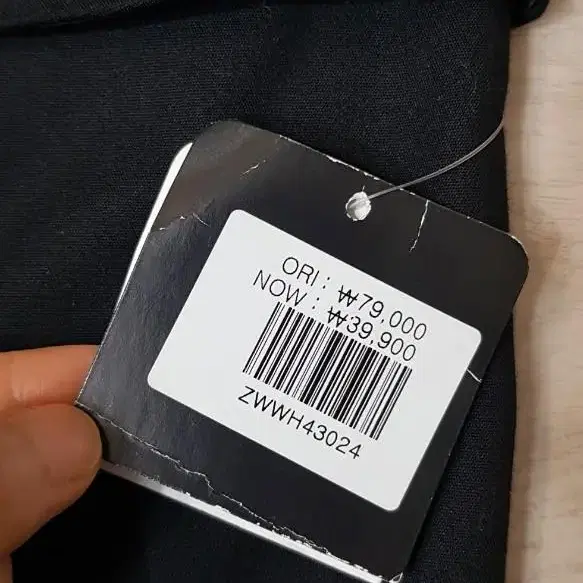 ORI : ₩79,000
NOW : ₩39,900
ZWWH43024